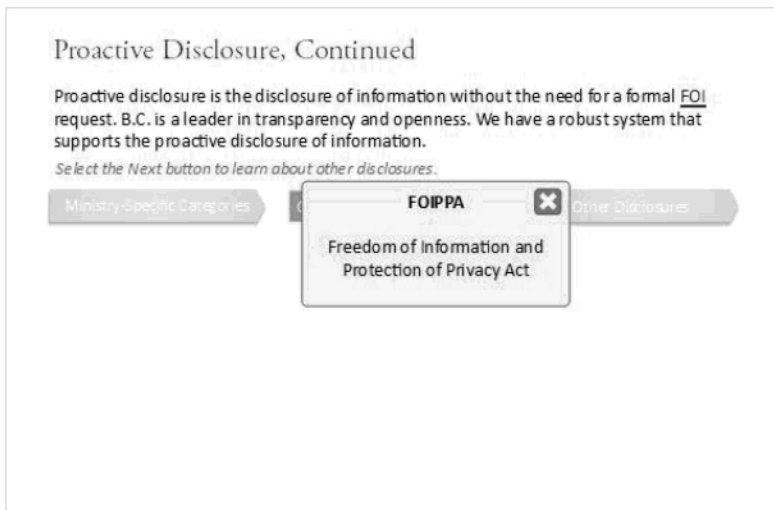 Proactive Disclosure, Continued
Proactive disclosure is the disclosure of information without the need for a formal FOI
request. B.C. is a leader in transparency and openness. We have a robust system that
supports the proactive disclosure of information.
Select the Next button to learn about other disclosures.
Ministry-Specific Categories
Other Disclosures
FOIPPA
Freedom of Information and
Protection of Privacy Act